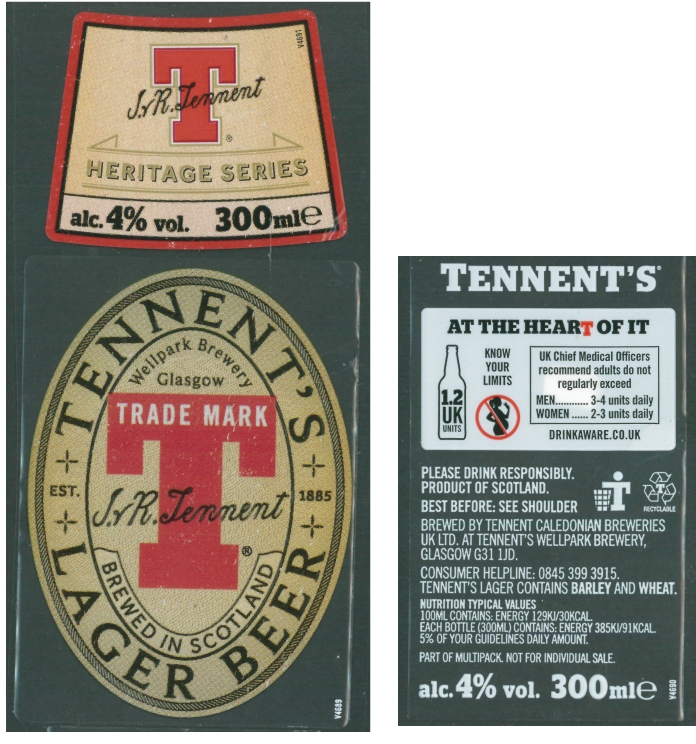 V4691
T
J.&R.Tennent
®
HERITAGE SERIES
alc. 4% vol. 300ml℮
TENNENT'S
Wellpark Brewery
Glasgow
TRADE MARK
T
EST. J.&R.Tennent 1885
®
BREWED IN SCOTLAND
LAGER BEER
V4689
TENNENT'S®
AT THE HEART OF IT
1.2
UK
UNITS
KNOW
YOUR
LIMITS
UK Chief Medical Officers
recommend adults do not
regularly exceed
MEN............ 3-4 units daily
WOMEN ...... 2-3 units daily
DRINKAWARE.CO.UK
PLEASE DRINK RESPONSIBLY.
PRODUCT OF SCOTLAND.
BEST BEFORE: SEE SHOULDER
T
T
RECYCLABLE
BREWED BY TENNENT CALEDONIAN BREWERIES
UK LTD. AT TENNENT'S WELLPARK BREWERY,
GLASGOW G31 1JD.
CONSUMER HELPLINE: 0845 399 3915.
TENNENT'S LAGER CONTAINS BARLEY AND WHEAT.
NUTRITION TYPICAL VALUES
100ML CONTAINS: ENERGY 129KJ/30KCAL.
EACH BOTTLE (300ML) CONTAINS: ENERGY 385KJ/91KCAL.
5% OF YOUR GUIDELINES DAILY AMOUNT.
PART OF MULTIPACK. NOT FOR INDIVIDUAL SALE.
alc. 4% vol. 300ml℮
V4690